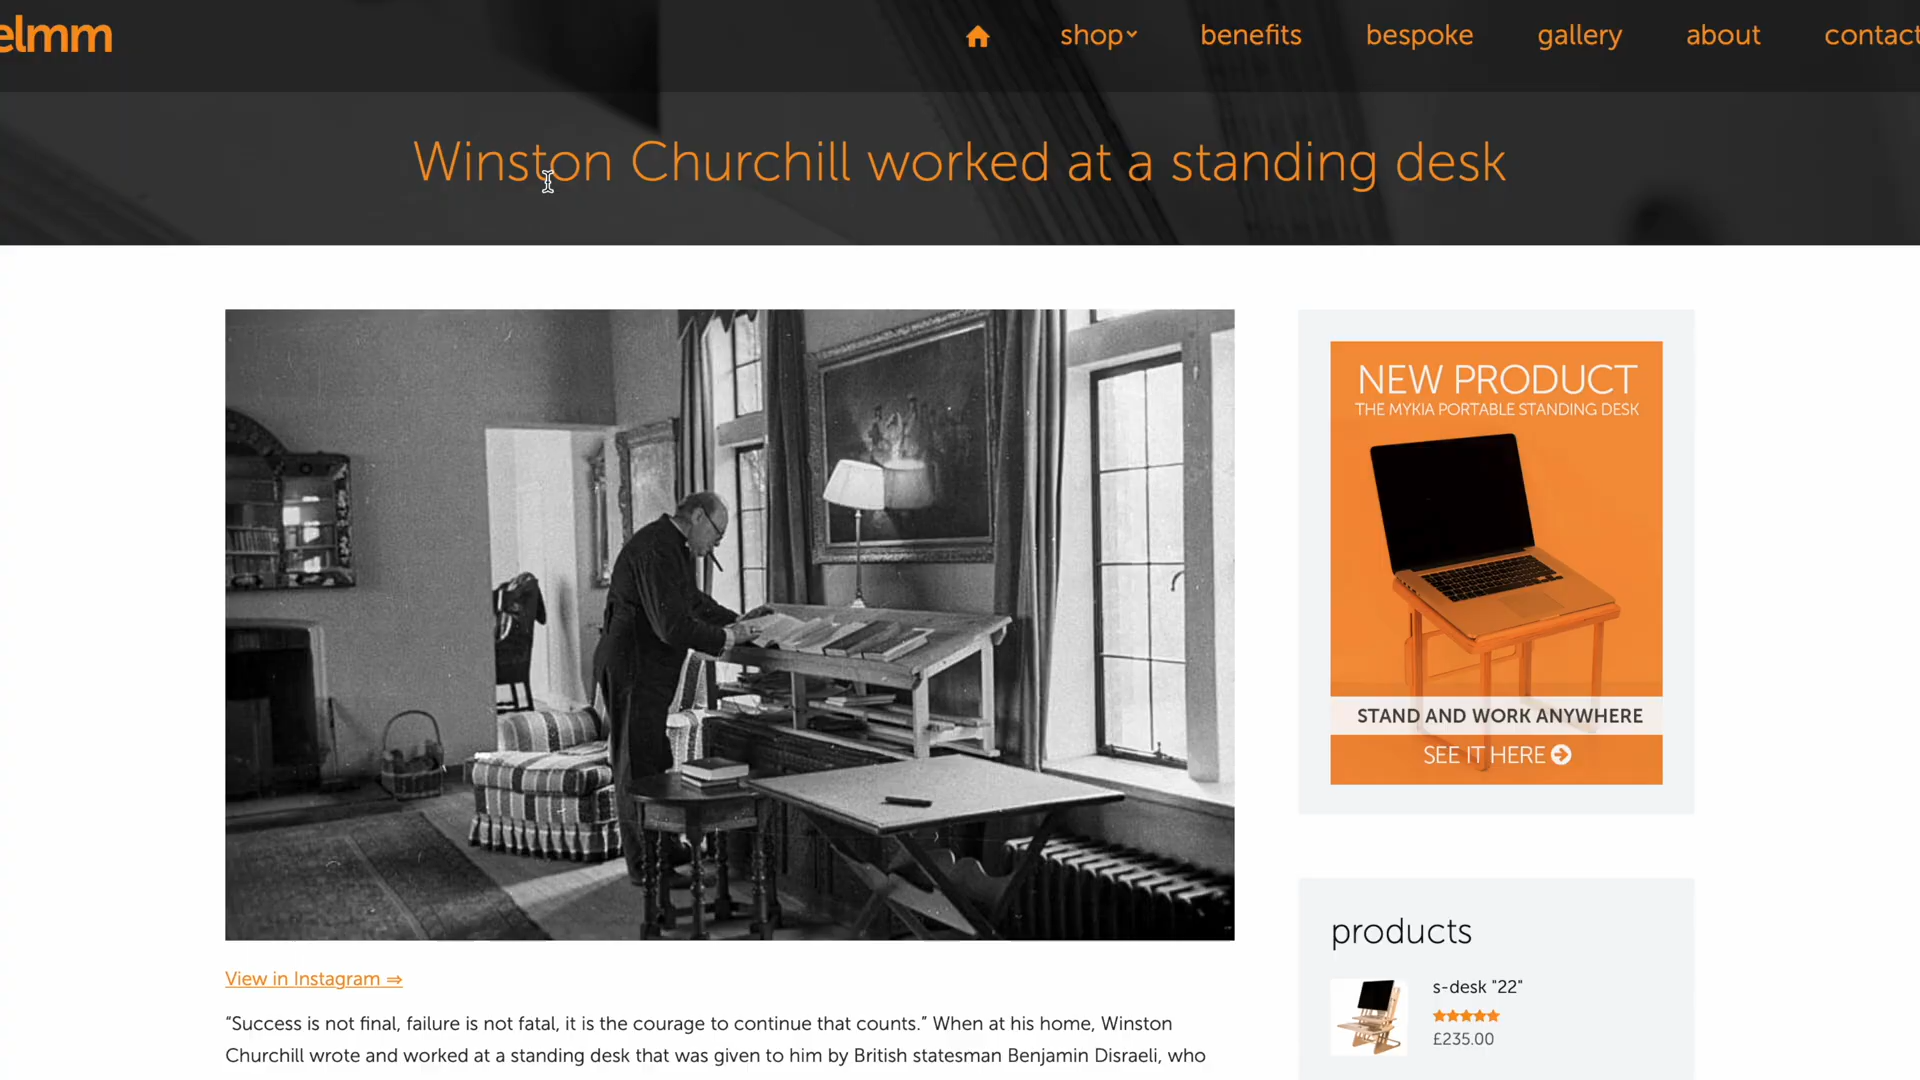 elmm
shop benefits bespoke gallery about contact
Winston Churchill worked at a standing desk
NEW PRODUCT
THE MYKIA PORTABLE STANDING DESK
STAND AND WORK ANYWHERE
SEE IT HERE
products
s-desk "22"
£235.00
View in Instagram ⇒
“Success is not final, failure is not fatal, it is the courage to continue that counts.” When at his home, Winston
Churchill wrote and worked at a standing desk that was given to him by British statesman Benjamin Disraeli, who